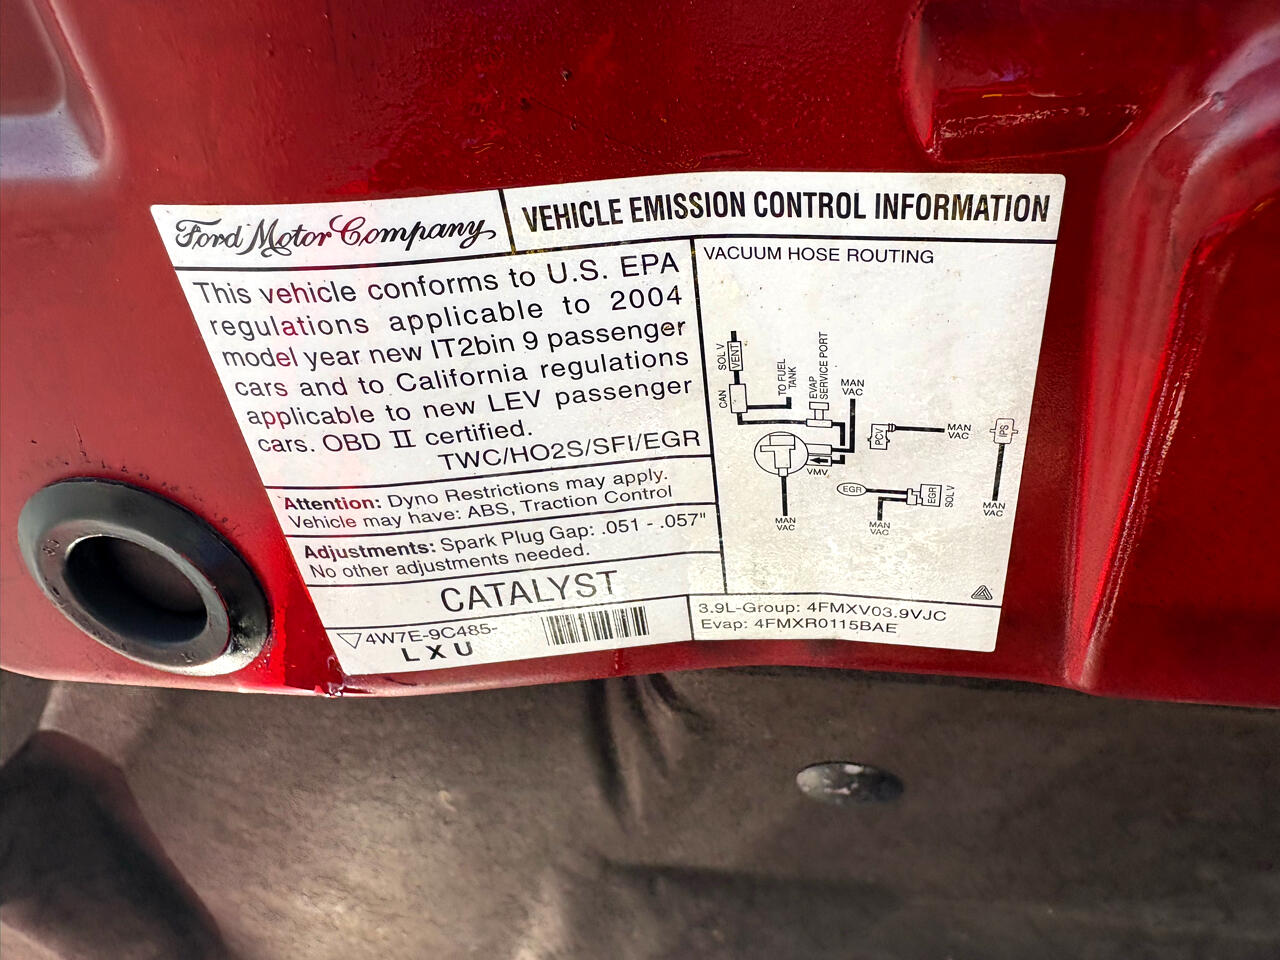 Ford Motor Company
VEHICLE EMISSION CONTROL INFORMATION
This vehicle conforms to U.S. EPA
regulations applicable to 2004
model year new IT2bin 9 passenger
cars and to California regulations
applicable to new LEV passenger
cars. OBD II certified.
TWC/HO2S/SFI/EGR
Attention: Dyno Restrictions may apply.
Vehicle may have: ABS, Traction Control
Adjustments: Spark Plug Gap: .051 - .057"
No other adjustments needed.
CATALYST
4W7E-9C485-
LXU
VACUUM HOSE ROUTING
SOL V
VENT
CAN
TO FUEL
TANK
EVAP
SERVICE PORT
MAN
VAC
PCV
MAN
VAC
IPS
VMV
EGR
EGR
SOL V
MAN
VAC
MAN
VAC
MAN
VAC
3.9L-Group: 4FMXV03.9VJC
Evap: 4FMXR0115BAE